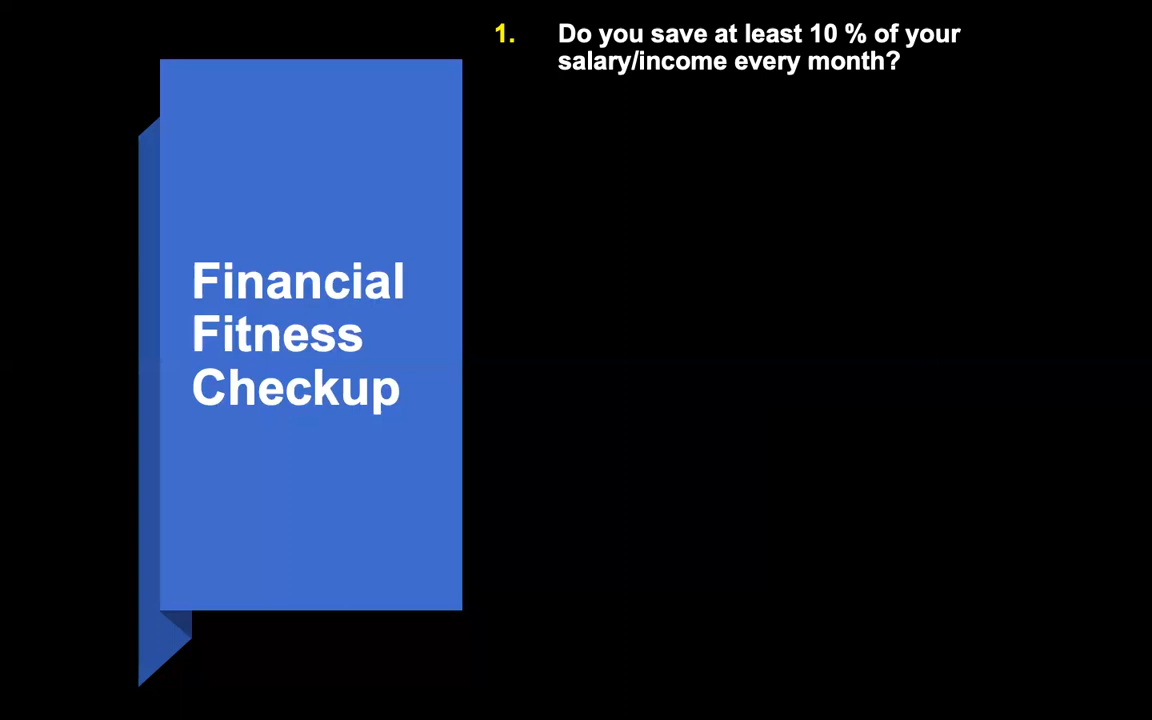 1. Do you save at least 10 % of your
salary/income every month?
Financial
Fitness
Checkup